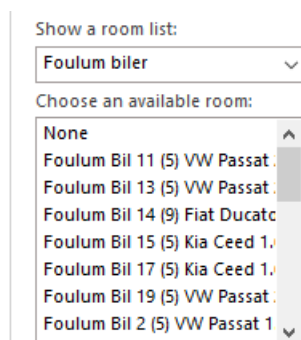 Show a room list:
Foulum biler
Choose an available room:
None
Foulum Bil 11 (5) VW Passat
Foulum Bil 13 (5) VW Passat
Foulum Bil 14 (9) Fiat Ducato
Foulum Bil 15 (5) Kia Ceed 1.
Foulum Bil 17 (5) Kia Ceed 1.
Foulum Bil 19 (5) VW Passat
Foulum Bil 2 (5) VW Passat 1